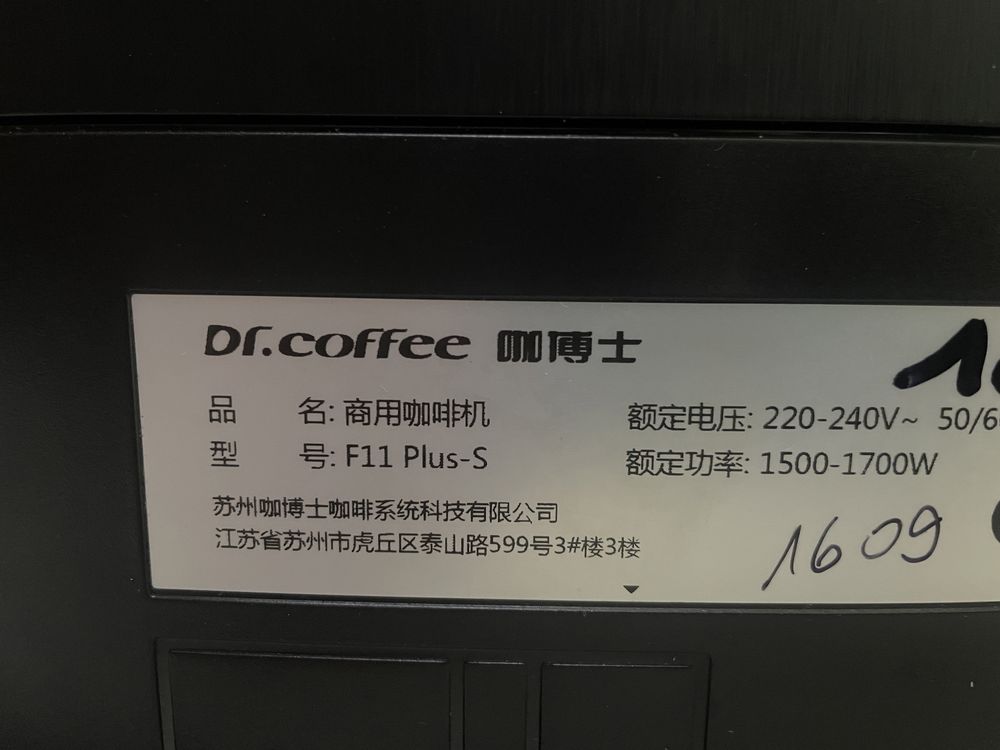 Dr.coffee 咖博士
品 名: 商用咖啡机
额定电压: 220-240V~ 50/6
型 号: F11 Plus-S
额定功率: 1500-1700W
苏州咖博士咖啡系统科技有限公司
江苏省苏州市虎丘区泰山路599号3#楼3楼
1609